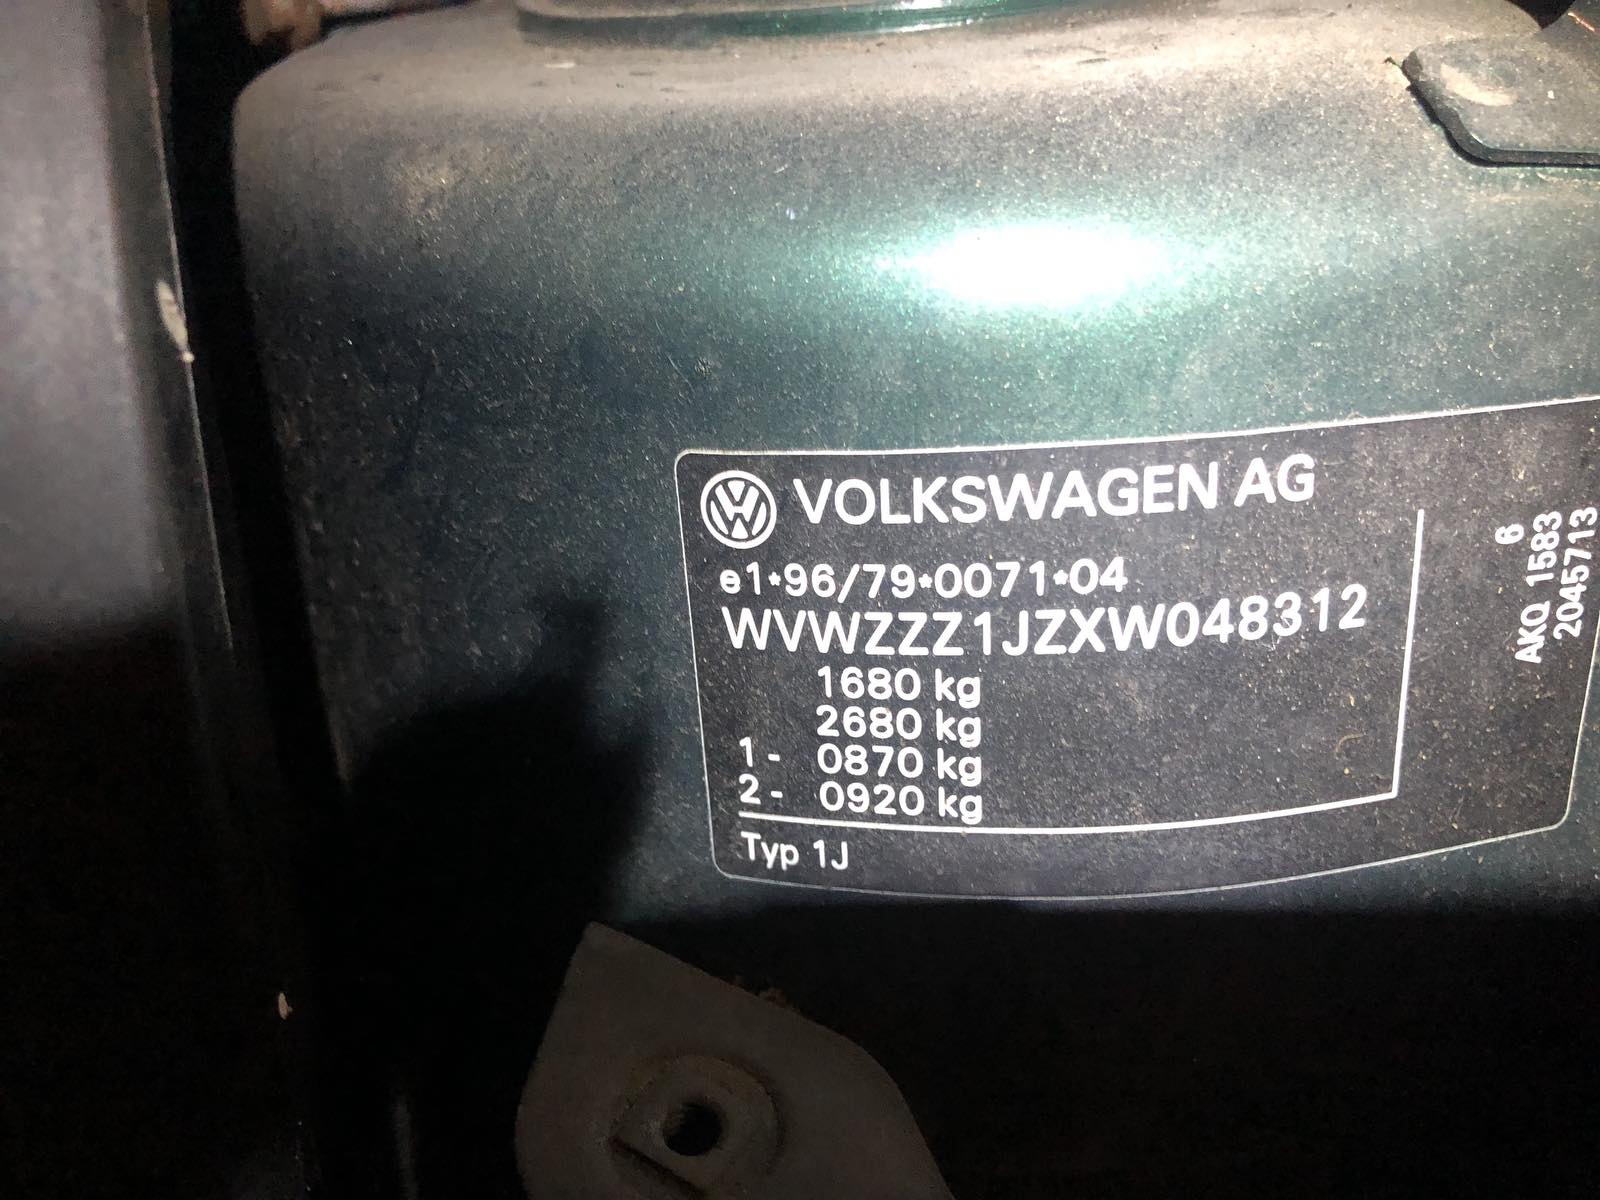 VOLKSWAGEN AG
e1*96/79*0071*04
WVWZZZ1JZXW048312
1680 kg
2680 kg
1- 0870 kg
2- 0920 kg
Typ 1J
6
AKQ 1583
2045713